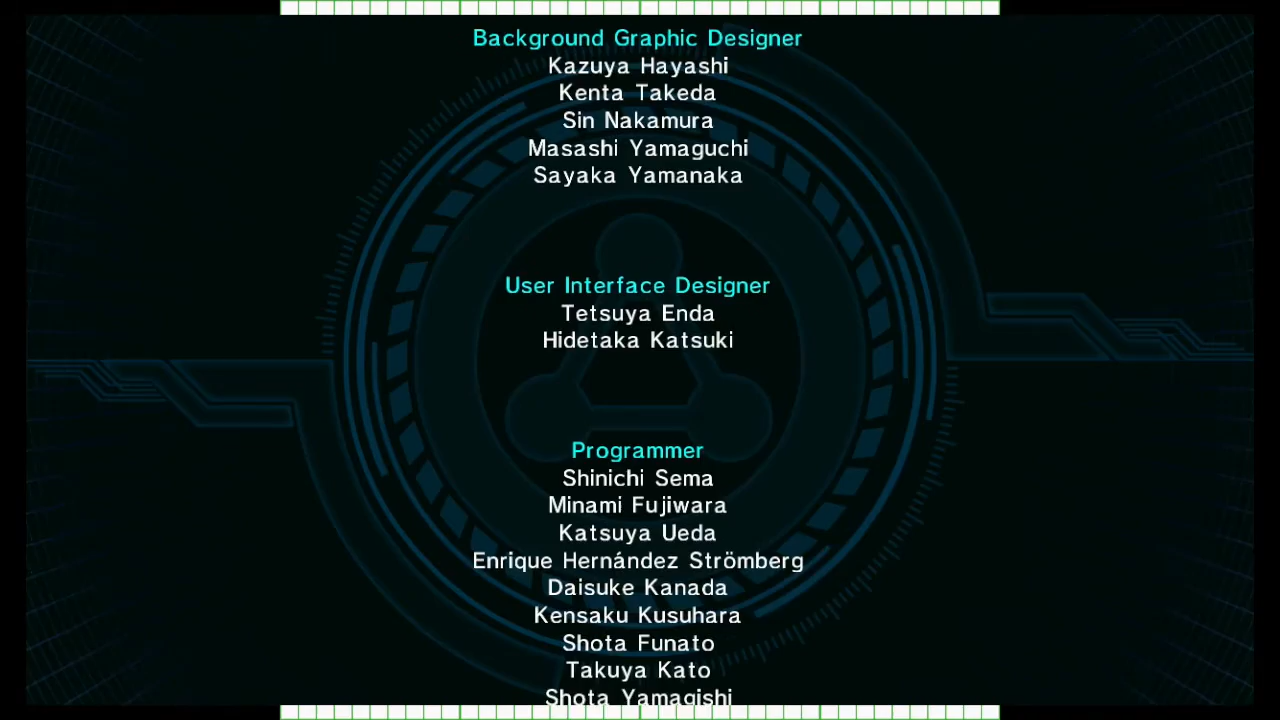 Background Graphic Designer
Kazuya Hayashi
Kenta Takeda
Sin Nakamura
Masashi Yamaguchi
Sayaka Yamanaka
User Interface Designer
Tetsuya Enda
Hidetaka Katsuki
Programmer
Shinichi Sema
Minami Fujiwara
Katsuya Ueda
Enrique Hernández Strömberg
Daisuke Kanada
Kensaku Kusuhara
Shota Funato
Takuya Kato
Shota Yamagishi